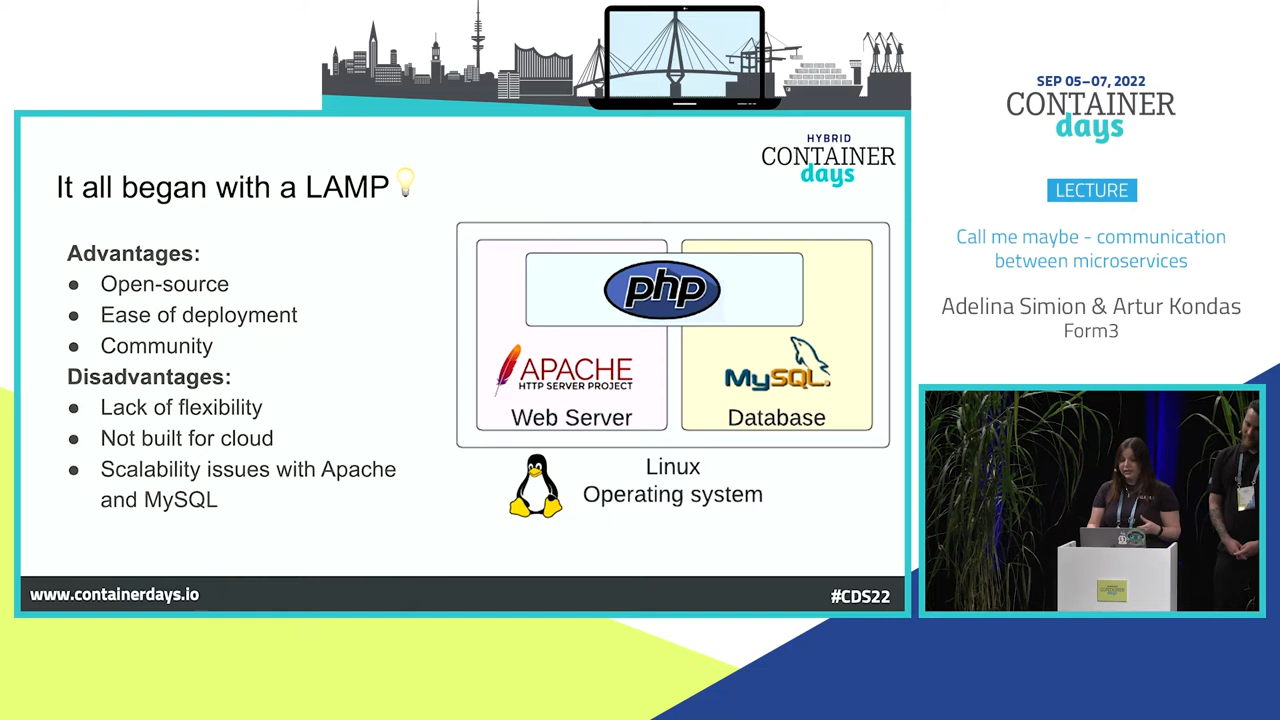 SEP 05–07, 2022
CONTAINER
days
LECTURE
Call me maybe - communication
between microservices
Adelina Simion & Artur Kondas
Form3
HYBRID
CONTAINER
days
It all began with a LAMP
Advantages:
Open-source
Ease of deployment
Community
Disadvantages:
Lack of flexibility
Not built for cloud
Scalability issues with Apache
and MySQL
php
APACHE
HTTP SERVER PROJECT
Web Server
MySQL
Database
Linux
Operating system
www.containerdays.io
#CDS22